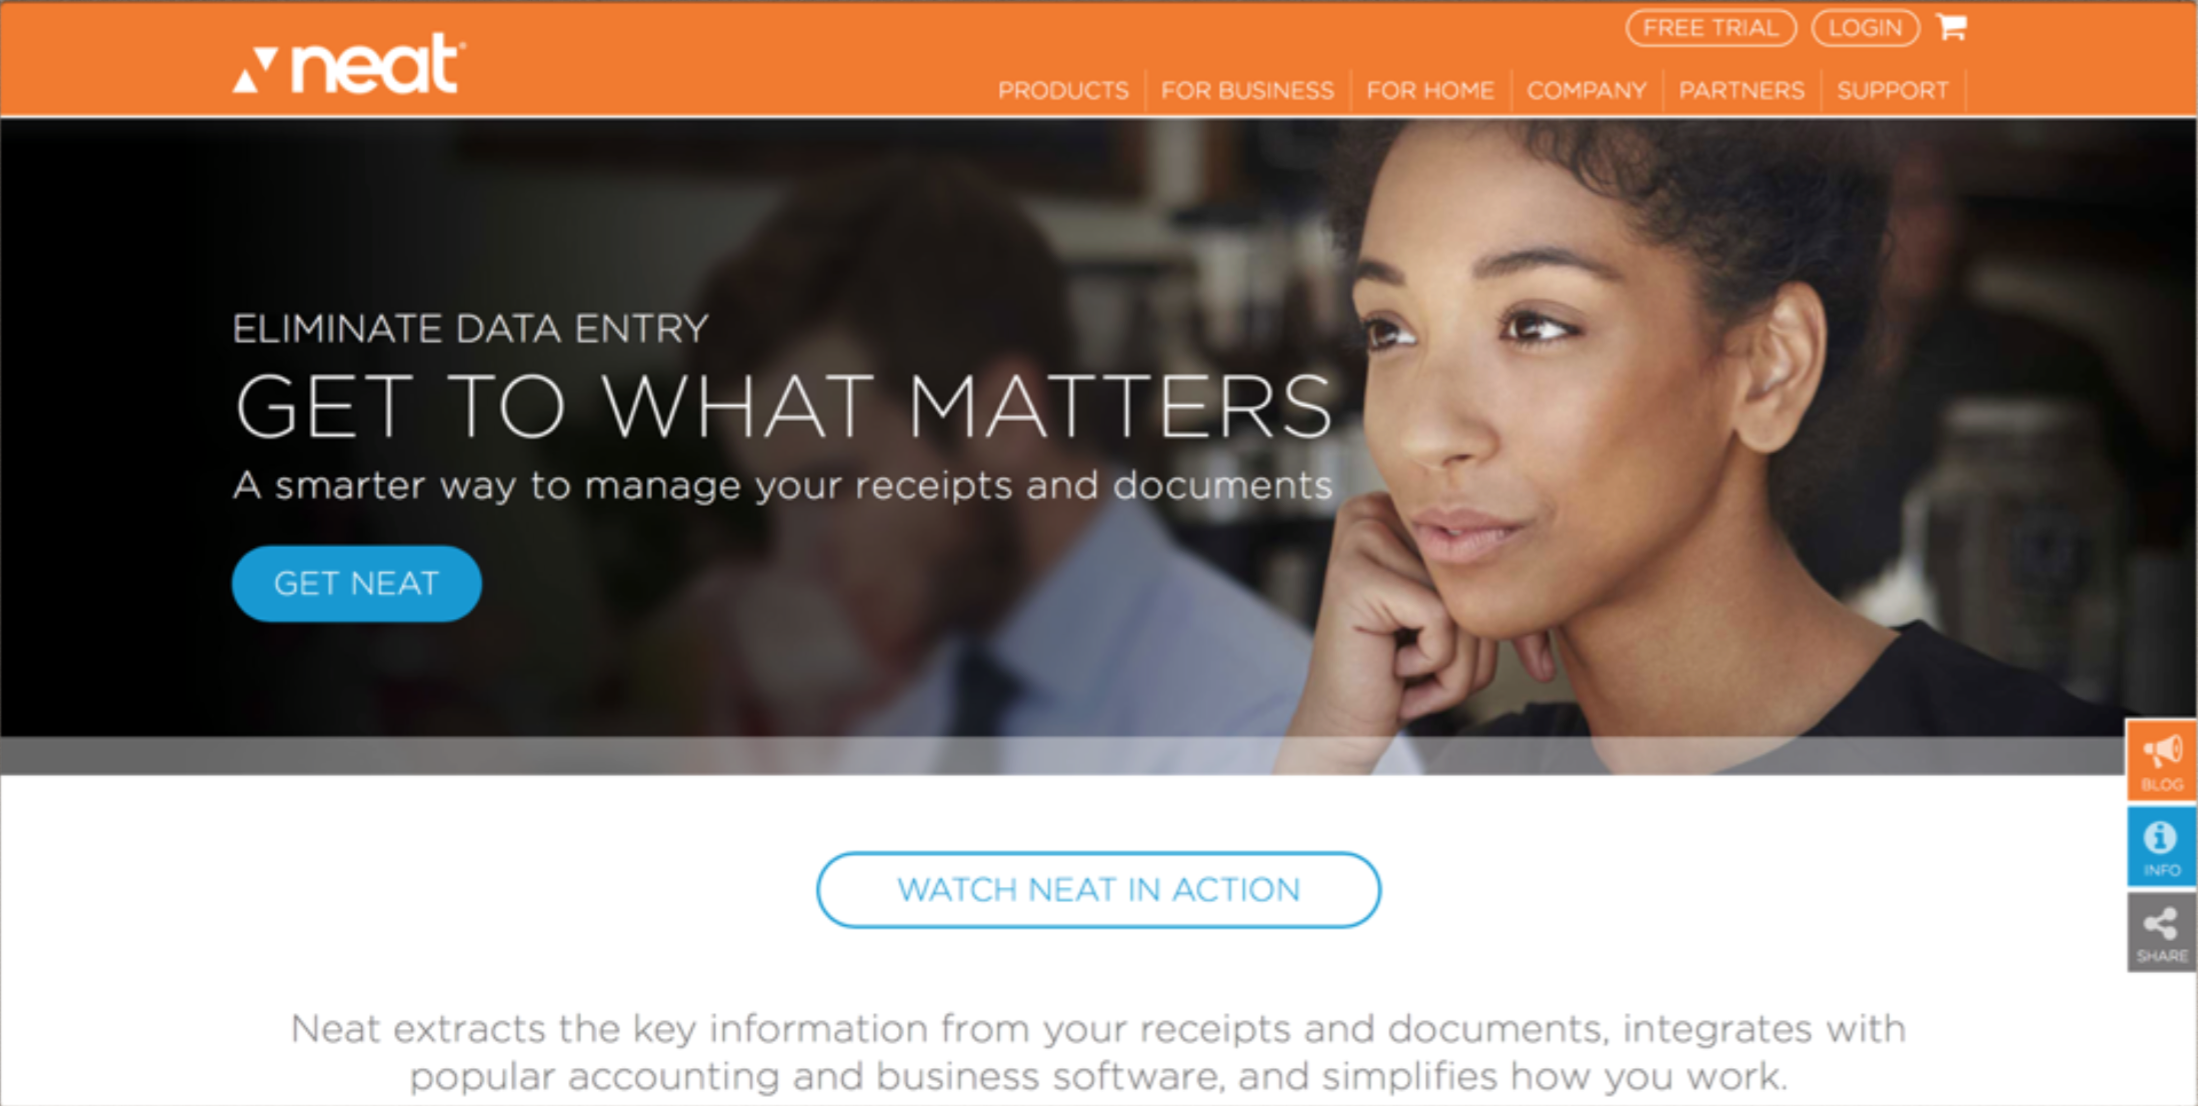 FREE TRIAL LOGIN
neat
PRODUCTS FOR BUSINESS FOR HOME COMPANY PARTNERS SUPPORT
ELIMINATE DATA ENTRY
GET TO WHAT MATTERS
A smarter way to manage your receipts and documents
GET NEAT
BLOG
INFO
SHARE
WATCH NEAT IN ACTION
Neat extracts the key information from your receipts and documents, integrates with
popular accounting and business software, and simplifies how you work.